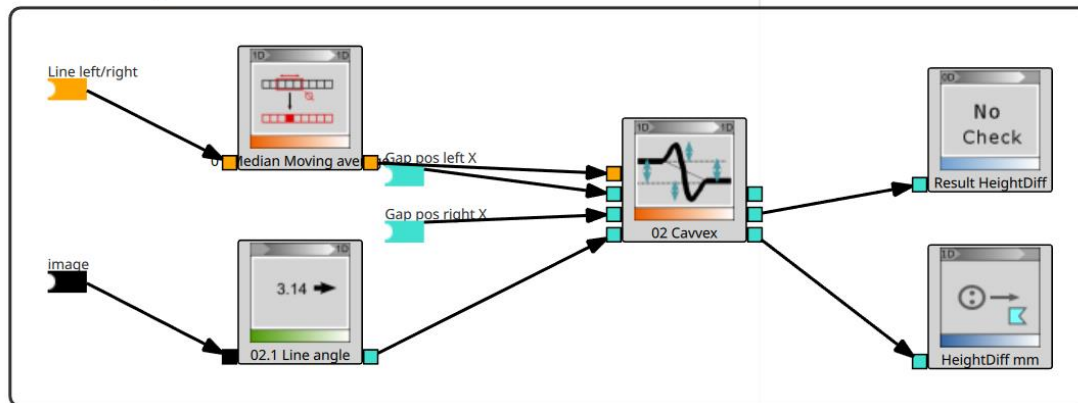 Line left/right
1D 1D
Median Moving ave
Gap pos left X
Gap pos right X
image
1D
3.14
02.1 Line angle
1D 1D
02 Cavvex
0D
No
Check
Result HeightDiff
1D
HeightDiff mm